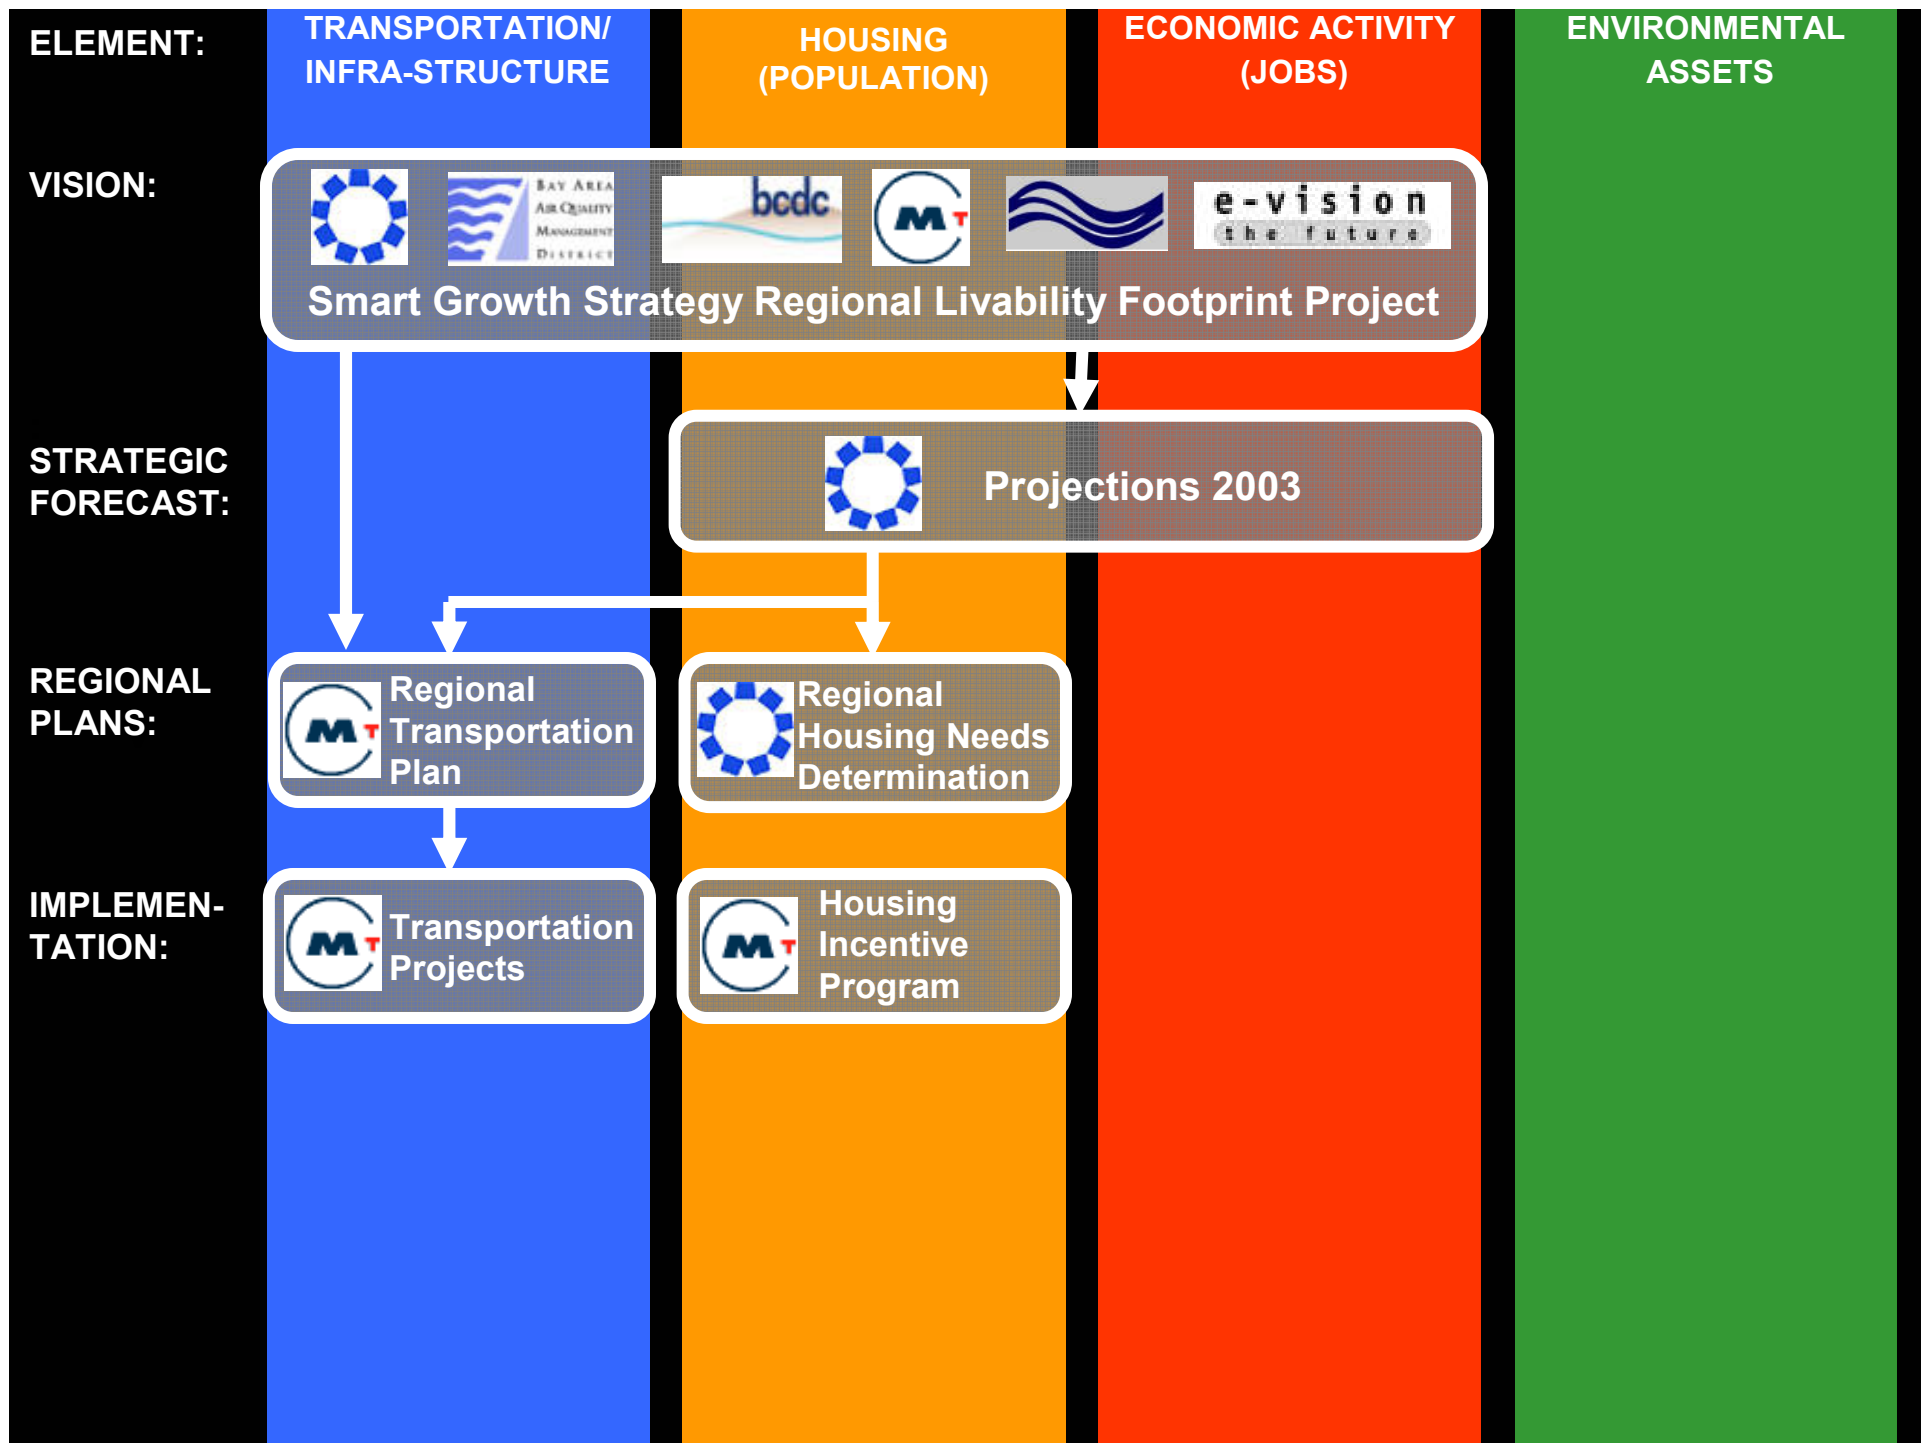 ELEMENT:
TRANSPORTATION/
INFRA-STRUCTURE
HOUSING
(POPULATION)
ECONOMIC ACTIVITY
(JOBS)
ENVIRONMENTAL
ASSETS
VISION:
BAY AREA
AIR QUALITY
MANAGEMENT
DISTRICT
bcdc
MT
e-vision
the future
Smart Growth Strategy Regional Livability Footprint Project
STRATEGIC
FORECAST:
Projections 2003
REGIONAL
PLANS:
MT
Regional
Transportation
Plan
Regional
Housing Needs
Determination
IMPLEMEN-
TATION:
MT
Transportation
Projects
MT
Housing
Incentive
Program